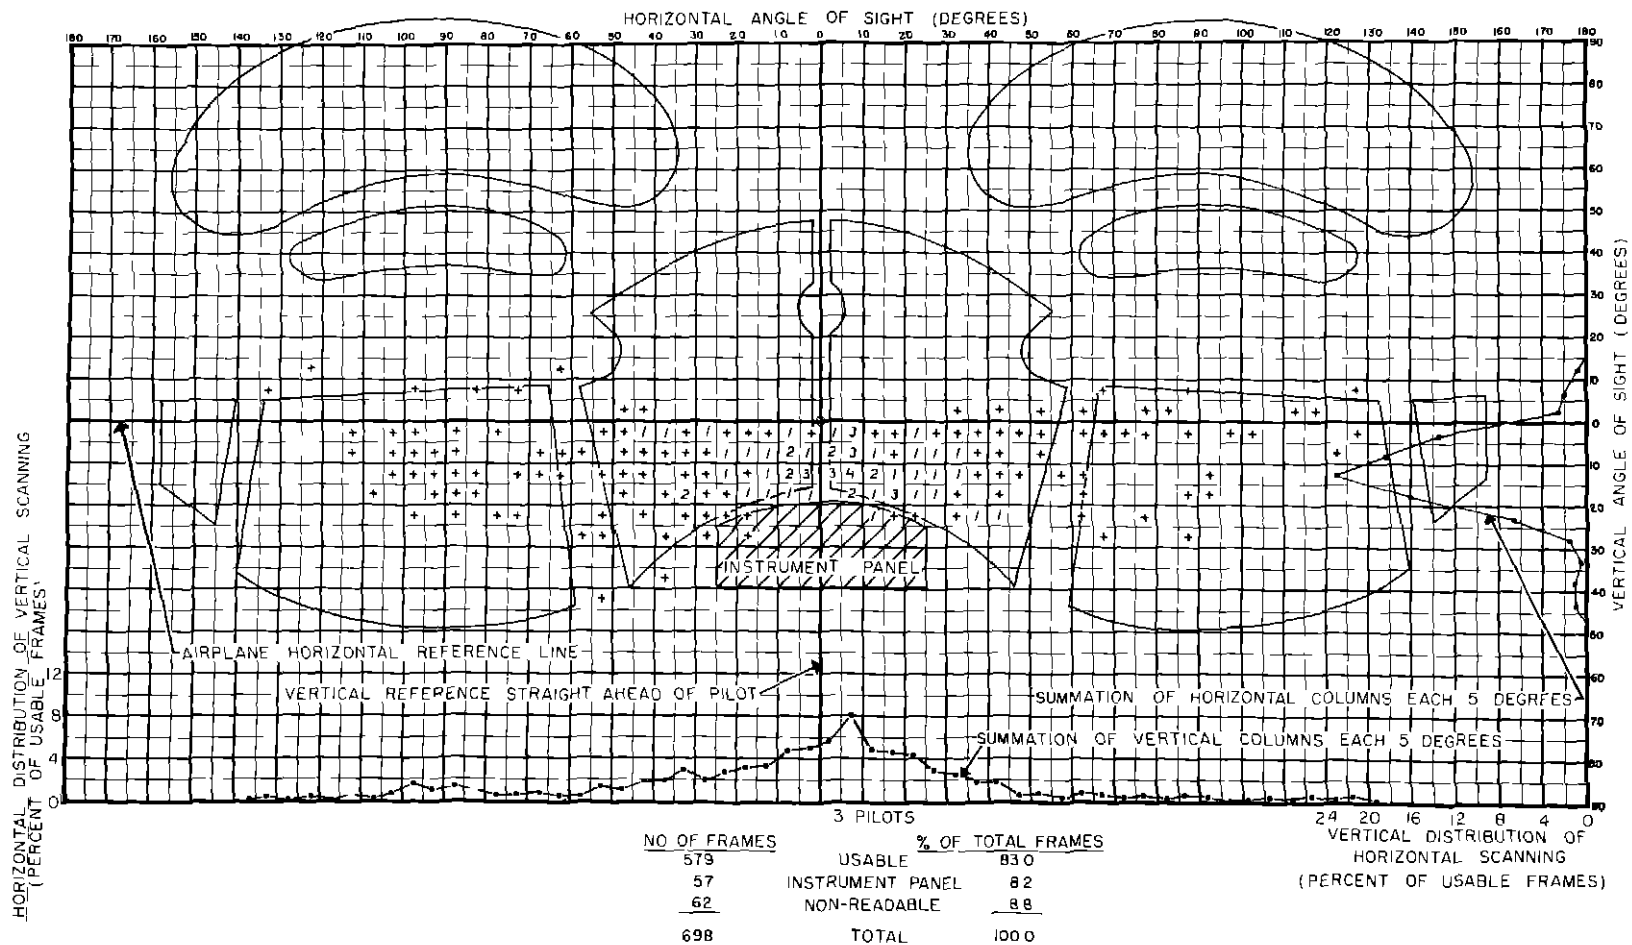 HORIZONTAL ANGLE OF SIGHT (DEGREES)
180 170 160 150 140 130 120 110 100 90 80 70 60 50 40 30 20 10 0 10 20 30 40 50 60 70 80 90 100 110 120 130 140 150 160 170 180
90
80
70
60
50
40
30
20
10
0
10
20
30
40
60
60
70
80
VERTICAL ANGLE OF SIGHT (DEGREES)
INSTRUMENT PANEL
AIRPLANE HORIZONTAL REFERENCE LINE
VERTICAL REFERENCE STRAIGHT AHEAD OF PILOT
SUMMATION OF HORIZONTAL COLUMNS EACH 5 DEGREES
SUMMATION OF VERTICAL COLUMNS EACH 5 DEGREES
HORIZONTAL DISTRIBUTION OF VERTICAL SCANNING
(PERCENT OF USABLE FRAMES)
12
8
4
0
24 20 16 12 8 4 0
VERTICAL DISTRIBUTION OF
HORIZONTAL SCANNING
(PERCENT OF USABLE FRAMES)
3 PILOTS
NO OF FRAMES % OF TOTAL FRAMES
579 USABLE 83 0
57 INSTRUMENT PANEL 8 2
62 NON-READABLE 8 8
698 TOTAL 100 0